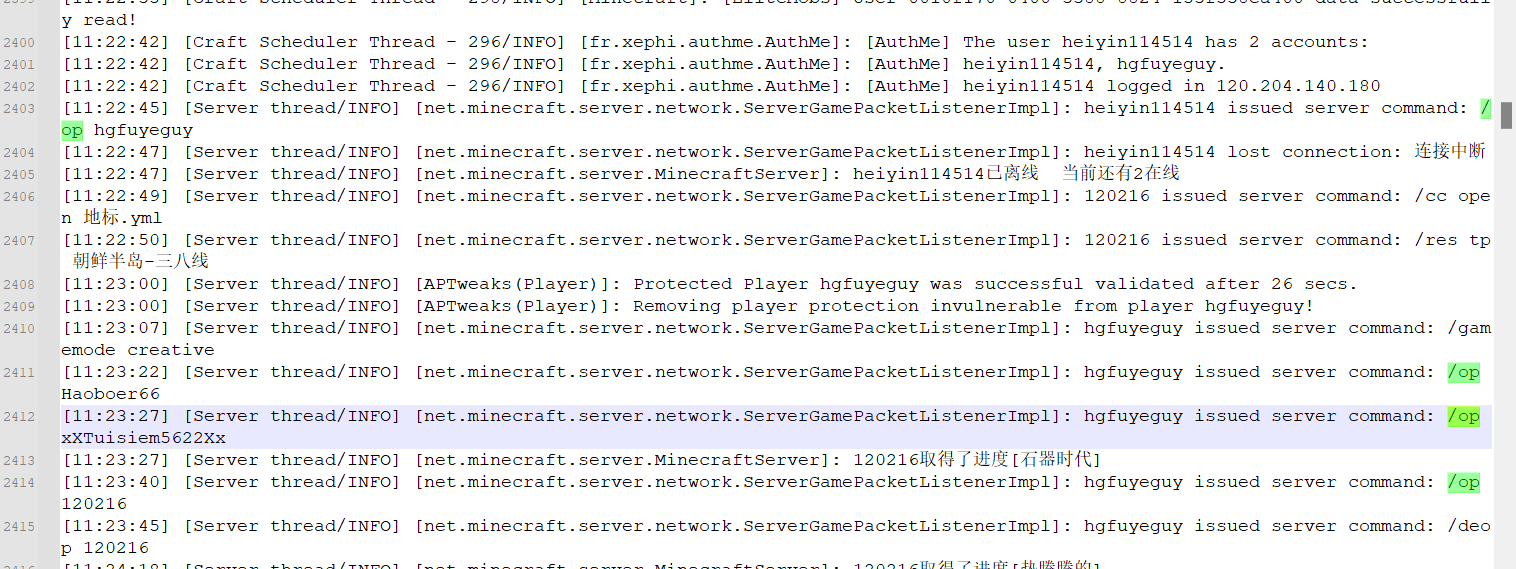 y read!
2400 [11:22:42] [Craft Scheduler Thread - 296/INFO] [fr.xephi.authme.AuthMe]: [AuthMe] The user heiyin114514 has 2 accounts:
2401 [11:22:42] [Craft Scheduler Thread - 296/INFO] [fr.xephi.authme.AuthMe]: [AuthMe] heiyin114514, hgfuyeguy.
2402 [11:22:42] [Craft Scheduler Thread - 296/INFO] [fr.xephi.authme.AuthMe]: [AuthMe] heiyin114514 logged in 120.204.140.180
2403 [11:22:45] [Server thread/INFO] [net.minecraft.server.network.ServerGamePacketListenerImpl]: heiyin114514 issued server command: /
op hgfuyeguy
2404 [11:22:47] [Server thread/INFO] [net.minecraft.server.network.ServerGamePacketListenerImpl]: heiyin114514 lost connection: 连接中断
2405 [11:22:47] [Server thread/INFO] [net.minecraft.server.MinecraftServer]: heiyin114514已离线  当前还有2在线
2406 [11:22:49] [Server thread/INFO] [net.minecraft.server.network.ServerGamePacketListenerImpl]: 120216 issued server command: /cc ope
n 地标.yml
2407 [11:22:50] [Server thread/INFO] [net.minecraft.server.network.ServerGamePacketListenerImpl]: 120216 issued server command: /res tp
朝鲜半岛-三八线
2408 [11:23:00] [Server thread/INFO] [APTweaks(Player)]: Protected Player hgfuyeguy was successful validated after 26 secs.
2409 [11:23:00] [Server thread/INFO] [APTweaks(Player)]: Removing player protection invulnerable from player hgfuyeguy!
2410 [11:23:07] [Server thread/INFO] [net.minecraft.server.network.ServerGamePacketListenerImpl]: hgfuyeguy issued server command: /gam
emode creative
2411 [11:23:22] [Server thread/INFO] [net.minecraft.server.network.ServerGamePacketListenerImpl]: hgfuyeguy issued server command: /op
Haoboer66
2412 [11:23:27] [Server thread/INFO] [net.minecraft.server.network.ServerGamePacketListenerImpl]: hgfuyeguy issued server command: /op
xXTuisiem5622Xx
2413 [11:23:27] [Server thread/INFO] [net.minecraft.server.MinecraftServer]: 120216取得了进度[石器时代]
2414 [11:23:40] [Server thread/INFO] [net.minecraft.server.network.ServerGamePacketListenerImpl]: hgfuyeguy issued server command: /op
120216
2415 [11:23:45] [Server thread/INFO] [net.minecraft.server.network.ServerGamePacketListenerImpl]: hgfuyeguy issued server command: /deo
p 120216